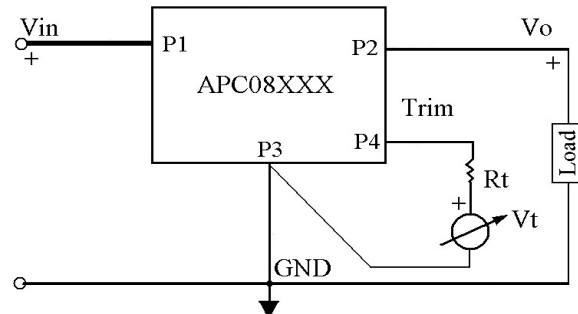 Vin
+
P1
APC08XXX
P2
Vo
+
Trim
P4
P3
Rt
+
Vt
Load
GND